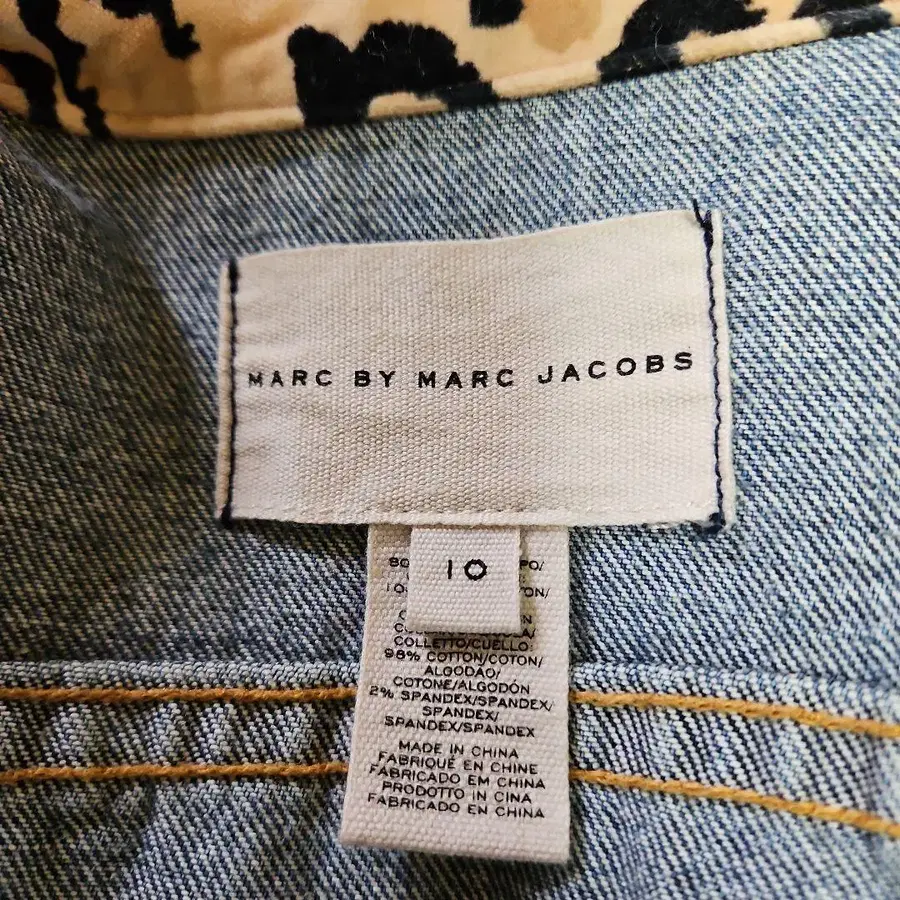 MARC BY MARC JACOBS
10
COLLETTO/CUELLO:
98% COTTON/COTON/
ALGODAO/
COTONE/ALGODÓN
2% SPANDEX/SPANDEX/
SPANDEX/
SPANDEX/SPANDEX
MADE IN CHINA
FABRIQUÉ EN CHINE
FABRICADO EM CHINA
PRODOTTO IN CINA
FABRICADO EN CHINA